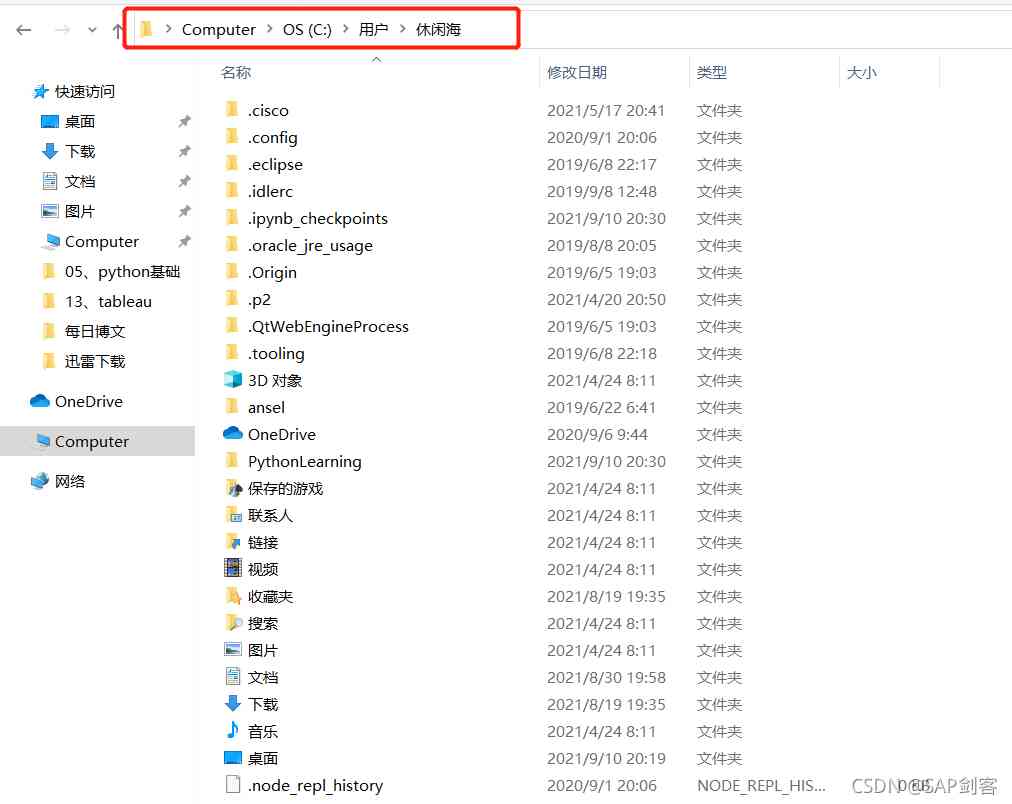 Computer > OS (C:) > 用户 > 休闲海
名称 修改日期 类型 大小
快速访问
桌面
下载
文档
图片
Computer
05、python基础
13、tableau
每日博文
迅雷下载
OneDrive
Computer
网络
.cisco 2021/5/17 20:41 文件夹
.config 2020/9/1 20:06 文件夹
.eclipse 2019/6/8 22:17 文件夹
.idlerc 2019/9/8 12:48 文件夹
.ipynb_checkpoints 2021/9/10 20:30 文件夹
.oracle_jre_usage 2019/8/8 20:05 文件夹
.Origin 2019/6/5 19:03 文件夹
.p2 2021/4/20 20:50 文件夹
.QtWebEngineProcess 2019/6/5 19:03 文件夹
.tooling 2019/6/8 22:18 文件夹
3D 对象 2021/4/24 8:11 文件夹
ansel 2019/6/22 6:41 文件夹
OneDrive 2020/9/6 9:44 文件夹
PythonLearning 2021/9/10 20:30 文件夹
保存的游戏 2021/4/24 8:11 文件夹
联系人 2021/4/24 8:11 文件夹
链接 2021/4/24 8:11 文件夹
视频 2021/4/24 8:11 文件夹
收藏夹 2021/8/19 19:35 文件夹
搜索 2021/4/24 8:11 文件夹
图片 2021/4/24 8:11 文件夹
文档 2021/8/30 19:58 文件夹
下载 2021/8/19 19:35 文件夹
音乐 2021/4/24 8:11 文件夹
桌面 2021/9/10 20:19 文件夹
.node_repl_history 2020/9/1 20:06 NODE_REPL_HIS... 0 KB
CSDN @SAP剑客